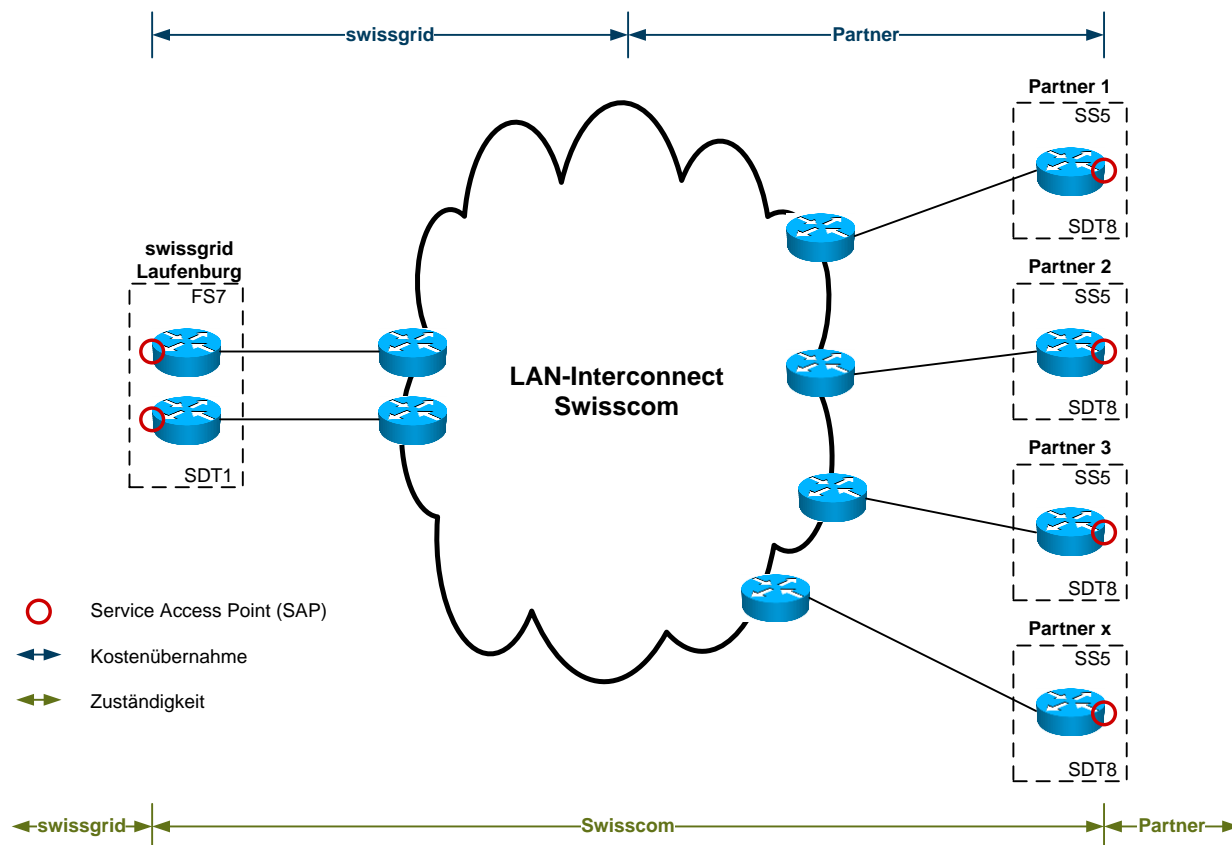 swissgrid
Partner
Partner 1
SS5
SDT8
swissgrid
Laufenburg
FS7
SDT1
LAN-Interconnect
Swisscom
Partner 2
SS5
SDT8
Partner 3
SS5
SDT8
Partner x
SS5
SDT8
Service Access Point (SAP)
Kostenübernahme
Zuständigkeit
swissgrid
Swisscom
Partner